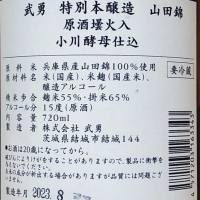 武勇 特別本醸造 山田錦
原酒壜火入
小川酵母仕込
原料米 兵庫県産山田錦100%使用
原材料 米(国産)、米麹(国産米)、
醸造アルコール
精米歩合 麹米55%・掛米65%
アルコール分 15度(原酒)
内容量 720ml
製造者 株式会社 武勇
茨城県結城市結城144
要冷蔵
●お酒は20歳になってから。
製造年月 2023. 8